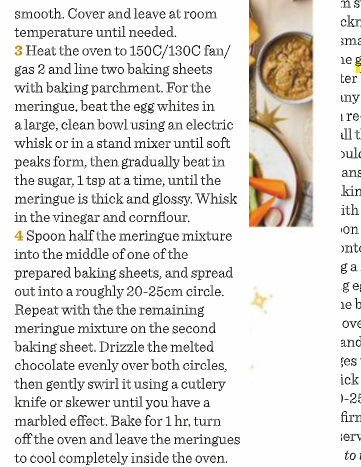 smooth. Cover and leave at room
temperature until needed.
3 Heat the oven to 150C/130C fan/
gas 2 and line two baking sheets
with baking parchment. For the
meringue, beat the egg whites in
a large, clean bowl using an electric
whisk or in a stand mixer until soft
peaks form, then gradually beat in
the sugar, 1 tsp at a time, until the
meringue is thick and glossy. Whisk
in the vinegar and cornflour.
4 Spoon half the meringue mixture
into the middle of one of the
prepared baking sheets, and spread
out into a roughly 20-25cm circle.
Repeat with the the remaining
meringue mixture on the second
baking sheet. Drizzle the melted
chocolate evenly over both circles,
then gently swirl it using a cutlery
knife or skewer until you have a
marbled effect. Bake for 1 hr, turn
off the oven and leave the meringues
to cool completely inside the oven.